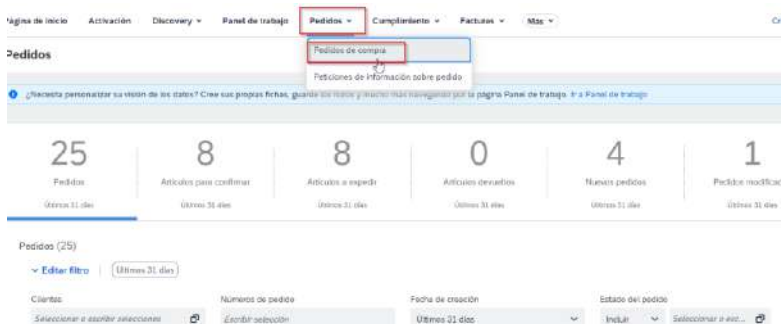 Página de inicio Activación Discovery Panel de trabajo Pedidos Cumplimiento Facturas Más
Pedidos
Pedidos de compra
Peticiones de información sobre pedido
¿Necesita personalizar su visión de los datos? Cree sus propias fichas, guarde los filtros y mucho más navegando por la página Panel de trabajo. Ir a Panel de trabajo
25 8 8 0 4 1
Pedidos Artículos para confirmar Artículos a expedir Artículos devueltos Nuevos pedidos Pedidos modificad
Últimos 31 días Últimos 31 días Últimos 31 días Últimos 31 días Últimos 31 días Últimos 31 días
Pedidos (25)
Editar filtro Últimos 31 días
Clientes Números de pedido Fecha de creación Estado del pedido
Seleccionar o escribir selecciones Escribir selección Últimos 31 días Incluir Seleccionar o esc...